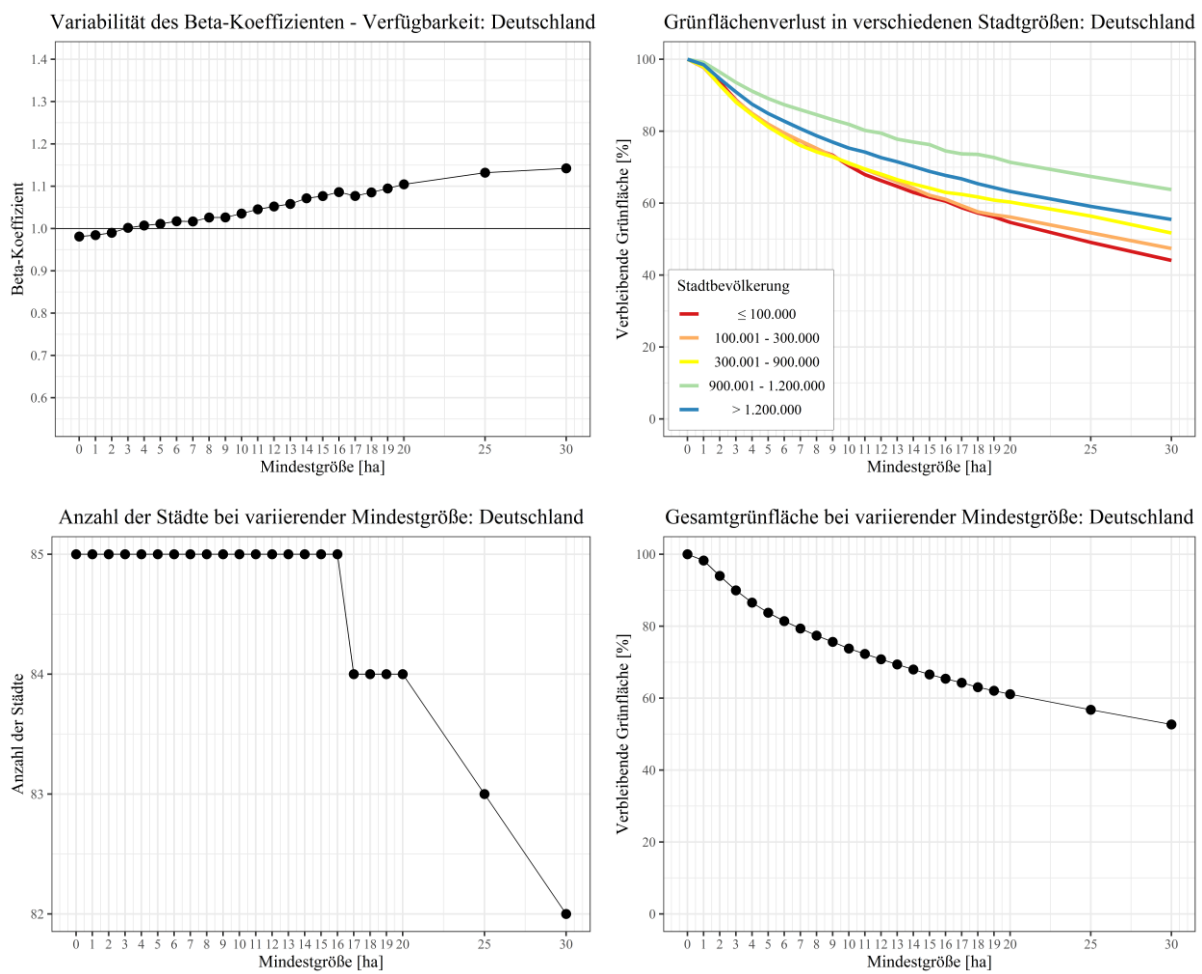 Variabilität des Beta-Koeffizienten - Verfügbarkeit: Deutschland
1.4
1.3
1.2
1.1
1.0
0.9
0.8
0.7
0.6
Beta-Koeffizient
0 1 2 3 4 5 6 7 8 9 10 11 12 13 14 15 16 17 18 19 20 25 30
Mindestgröße [ha]
Grünflächenverlust in verschiedenen Stadtgrößen: Deutschland
100
80
60
40
20
0
Verbleibende Grünfläche [%]
Stadtbevölkerung
≤ 100.000
100.001 - 300.000
300.001 - 900.000
900.001 - 1.200.000
> 1.200.000
0 1 2 3 4 5 6 7 8 9 10 11 12 13 14 15 16 17 18 19 20 25 30
Mindestgröße [ha]
Anzahl der Städte bei variierender Mindestgröße: Deutschland
85
84
83
82
Anzahl der Städte
0 1 2 3 4 5 6 7 8 9 10 11 12 13 14 15 16 17 18 19 20 25 30
Mindestgröße [ha]
Gesamtgrünfläche bei variierender Mindestgröße: Deutschland
100
80
60
40
20
0
Verbleibende Grünfläche [%]
0 1 2 3 4 5 6 7 8 9 10 11 12 13 14 15 16 17 18 19 20 25 30
Mindestgröße [ha]